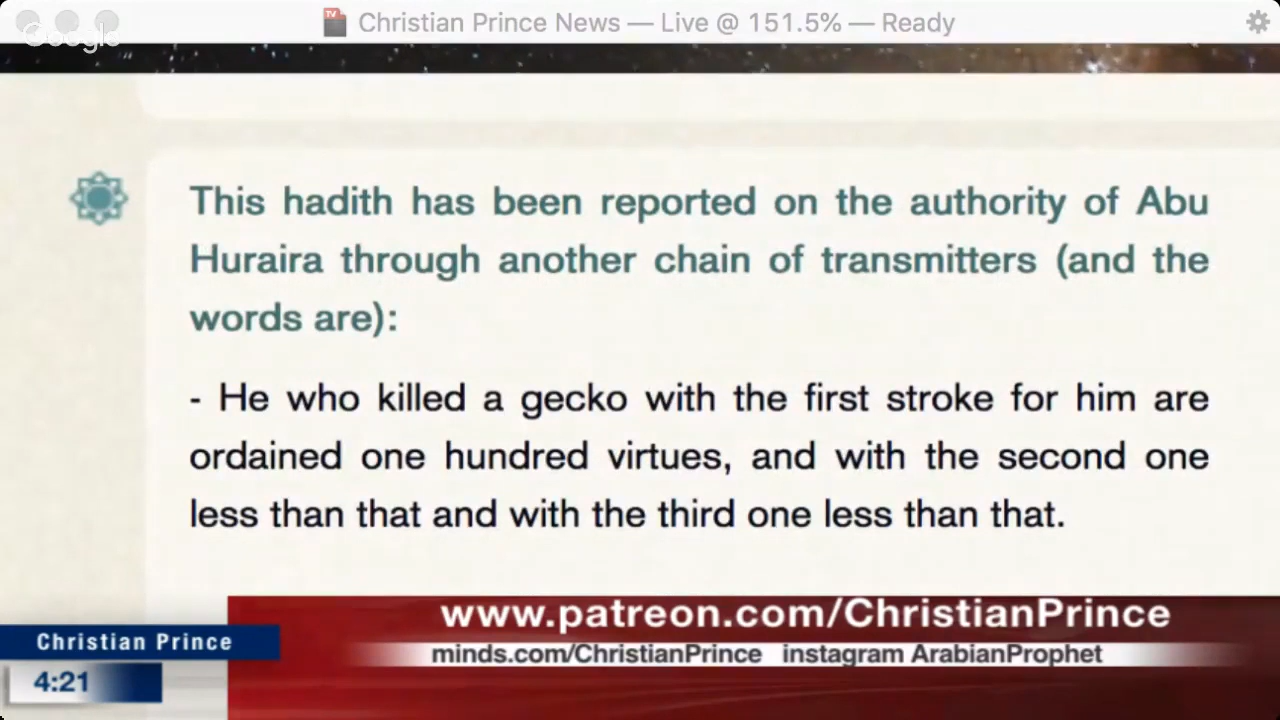 Christian Prince News — Live @ 151.5% — Ready
Google
This hadith has been reported on the authority of Abu
Huraira through another chain of transmitters (and the
words are):
- He who killed a gecko with the first stroke for him are
ordained one hundred virtues, and with the second one
less than that and with the third one less than that.
www.patreon.com/ChristianPrince
Christian Prince
minds.com/ChristianPrince instagram ArabianProphet
4:21